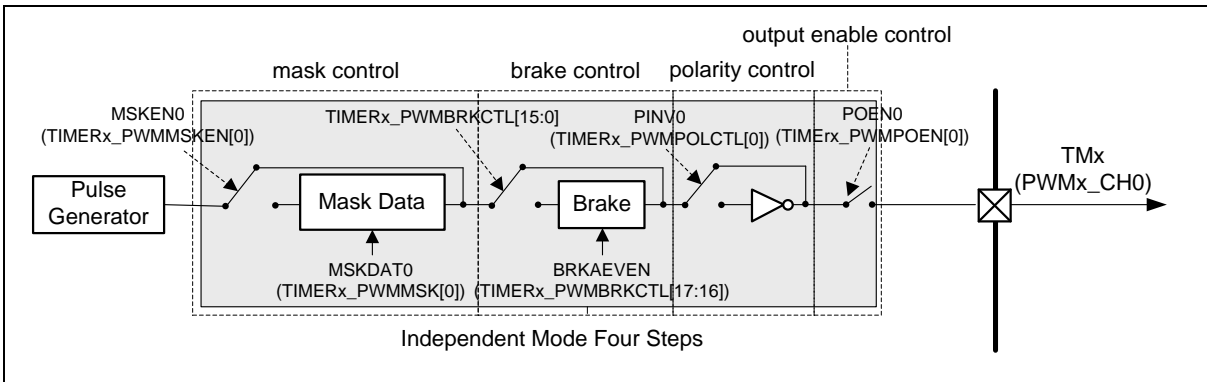 output enable control
mask control
brake control
polarity control
MSKEN0
(TIMERx_PWMMSKEN[0])
TIMERx_PWMBRKCTL[15:0]
PINV0
(TIMERx_PWMPOLCTL[0])
POEN0
(TIMErx_PWMPOEN[0])
TMx
(PWMx_CH0)
Pulse
Generator
Mask Data
Brake
MSKDAT0
(TIMERx_PWMMSK[0])
BRKAEVEN
(TIMERx_PWMBRKCTL[17:16])
Independent Mode Four Steps